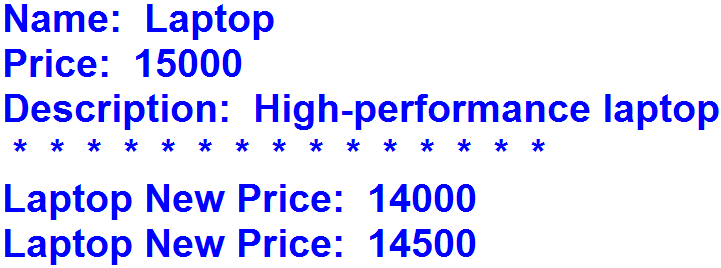 Name:  Laptop
Price:  15000
Description:  High-performance laptop
* * * * * * * * * * * * * * *
Laptop New Price:  14000
Laptop New Price:  14500